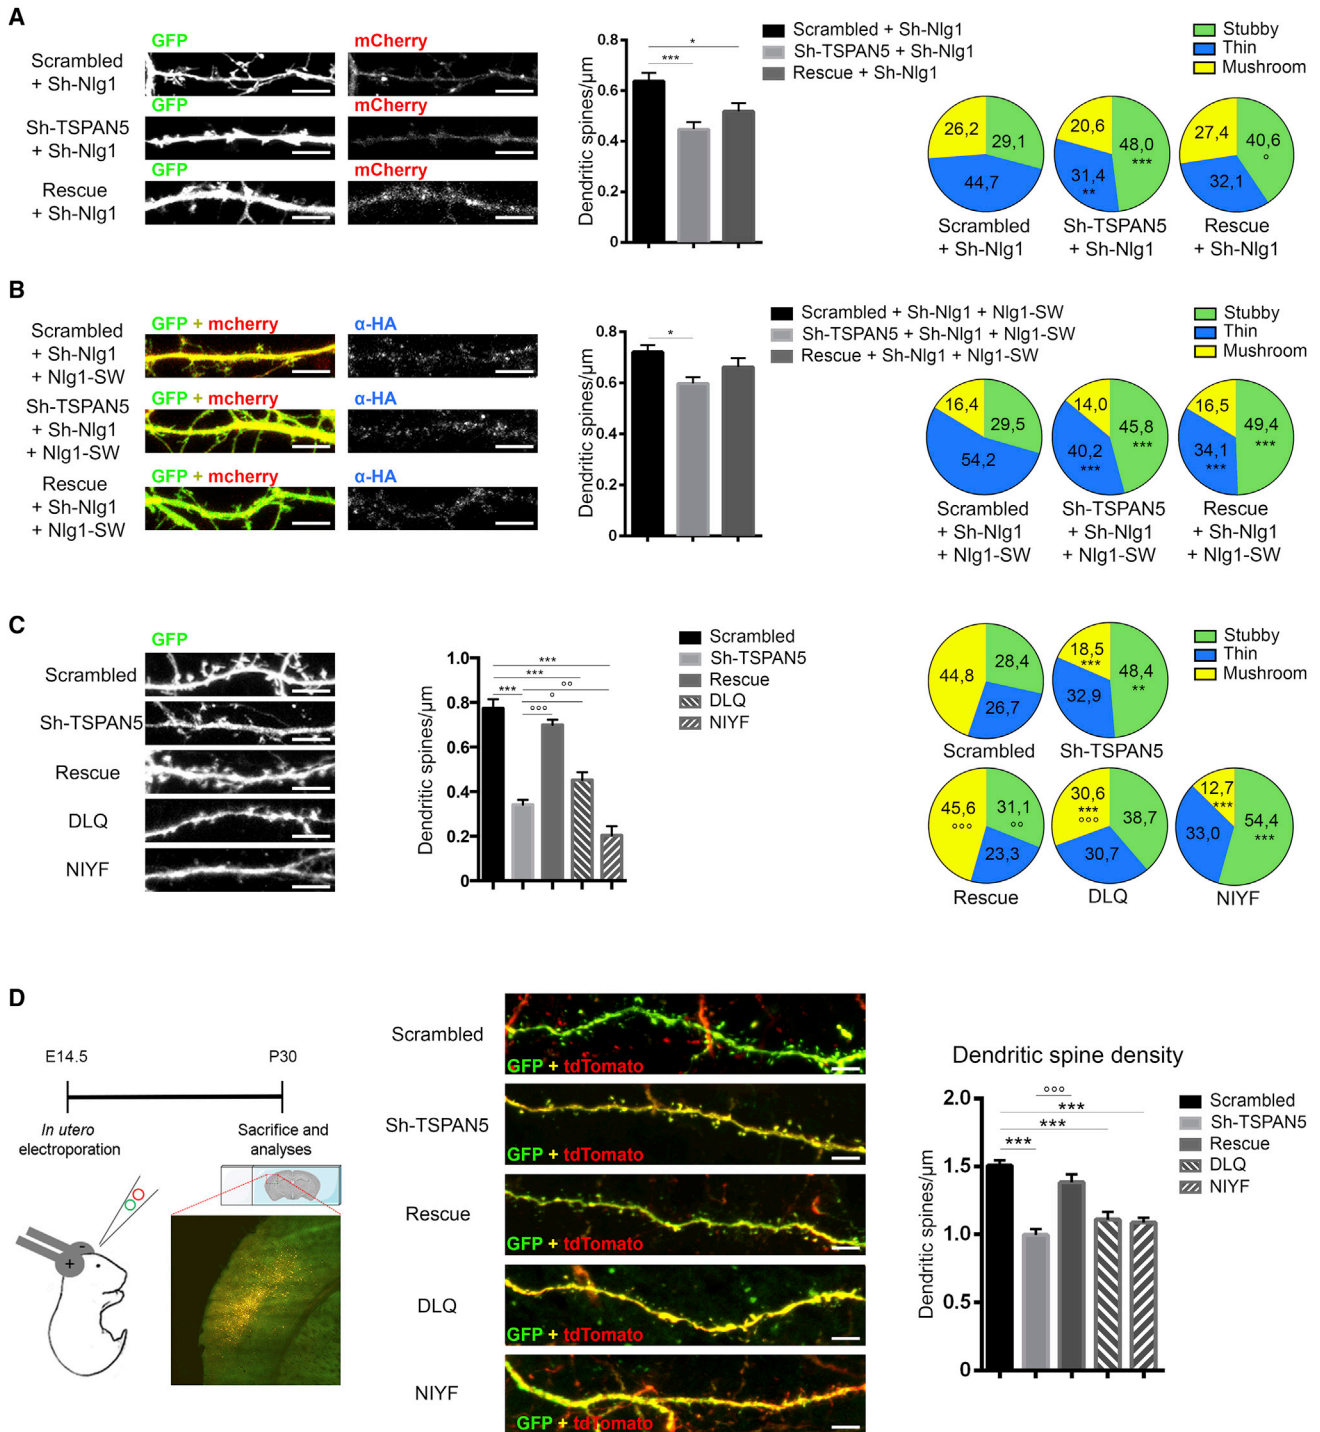 A
GFP
mCherry
Scrambled
+ Sh-Nlg1
GFP
mCherry
Sh-TSPAN5
+ Sh-Nlg1
GFP
mCherry
Rescue
+ Sh-Nlg1
Dendritic spines/µm
0.8
0.6
0.4
0.2
0
*
***
Scrambled + Sh-Nlg1
Sh-TSPAN5 + Sh-Nlg1
Rescue + Sh-Nlg1
Stubby
Thin
Mushroom
26,2
29,1
44,7
Scrambled
+ Sh-Nlg1
20,6
48,0
***
31,4
**
Sh-TSPAN5
+ Sh-Nlg1
27,4
40,6
°
32,1
Rescue
+ Sh-Nlg1
B
GFP + mcherry
α-HA
Scrambled
+ Sh-Nlg1
+ Nlg1-SW
GFP + mcherry
α-HA
Sh-TSPAN5
+ Sh-Nlg1
+ Nlg1-SW
GFP + mcherry
α-HA
Rescue
+ Sh-Nlg1
+ Nlg1-SW
Dendritic spines/µm
0.8
0.6
0.4
0.2
0
*
Scrambled + Sh-Nlg1 + Nlg1-SW
Sh-TSPAN5 + Sh-Nlg1 + Nlg1-SW
Rescue + Sh-Nlg1 + Nlg1-SW
Stubby
Thin
Mushroom
16,4
29,5
54,2
Scrambled
+ Sh-Nlg1
+ Nlg1-SW
14,0
45,8
***
40,2
***
Sh-TSPAN5
+ Sh-Nlg1
+ Nlg1-SW
16,5
49,4
***
34,1
***
Rescue
+ Sh-Nlg1
+ Nlg1-SW
C
GFP
Scrambled
Sh-TSPAN5
Rescue
DLQ
NIYF
Dendritic spines/µm
1.0
0.8
0.6
0.4
0.2
0
***
***
°°
***
°
°°°
Scrambled
Sh-TSPAN5
Rescue
DLQ
NIYF
Stubby
Thin
Mushroom
44,8
28,4
26,7
Scrambled
18,5
***
48,4
**
32,9
Sh-TSPAN5
45,6
°°°
31,1
°°
23,3
Rescue
30,6
***
°°°
38,7
30,7
DLQ
12,7
***
54,4
***
33,0
NIYF
D
E14.5
P30
In utero
electroporation
Sacrifice and
analyses
-
+
Scrambled
GFP + tdTomato
Sh-TSPAN5
GFP + tdTomato
Rescue
GFP + tdTomato
DLQ
GFP + tdTomato
NIYF
GFP + tdTomato
Dendritic spine density
Dendritic spines/µm
2.0
1.5
1.0
0.5
0
°°°
***
***
***
Scrambled
Sh-TSPAN5
Rescue
DLQ
NIYF